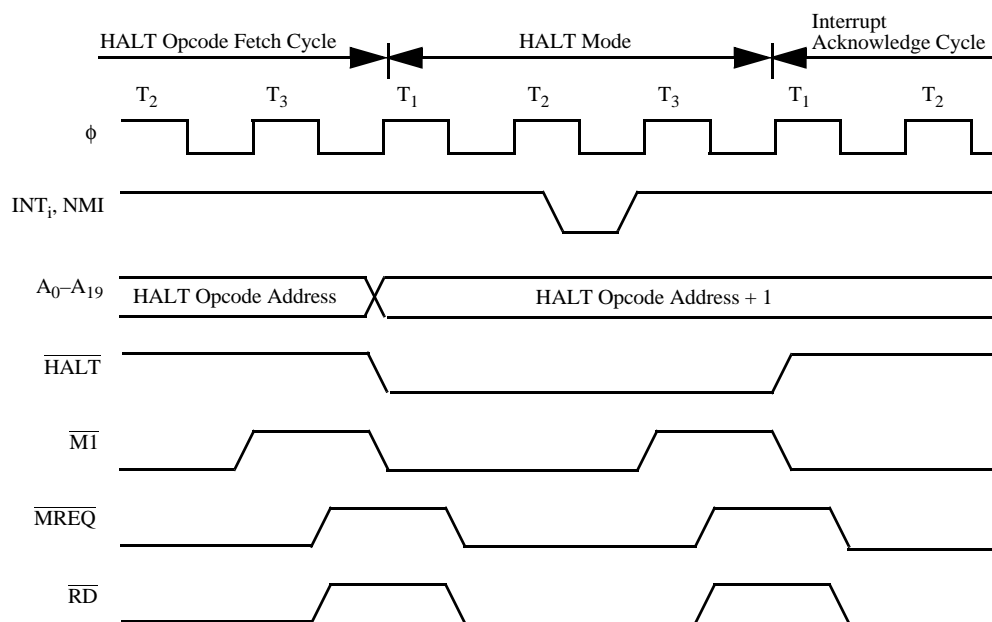 HALT Opcode Fetch Cycle
HALT Mode
Interrupt
Acknowledge Cycle
T2 T3 T1 T2 T3 T1 T2
ϕ
INTi, NMI
A0–A19
HALT Opcode Address
HALT Opcode Address + 1
HALT
M1
MREQ
RD